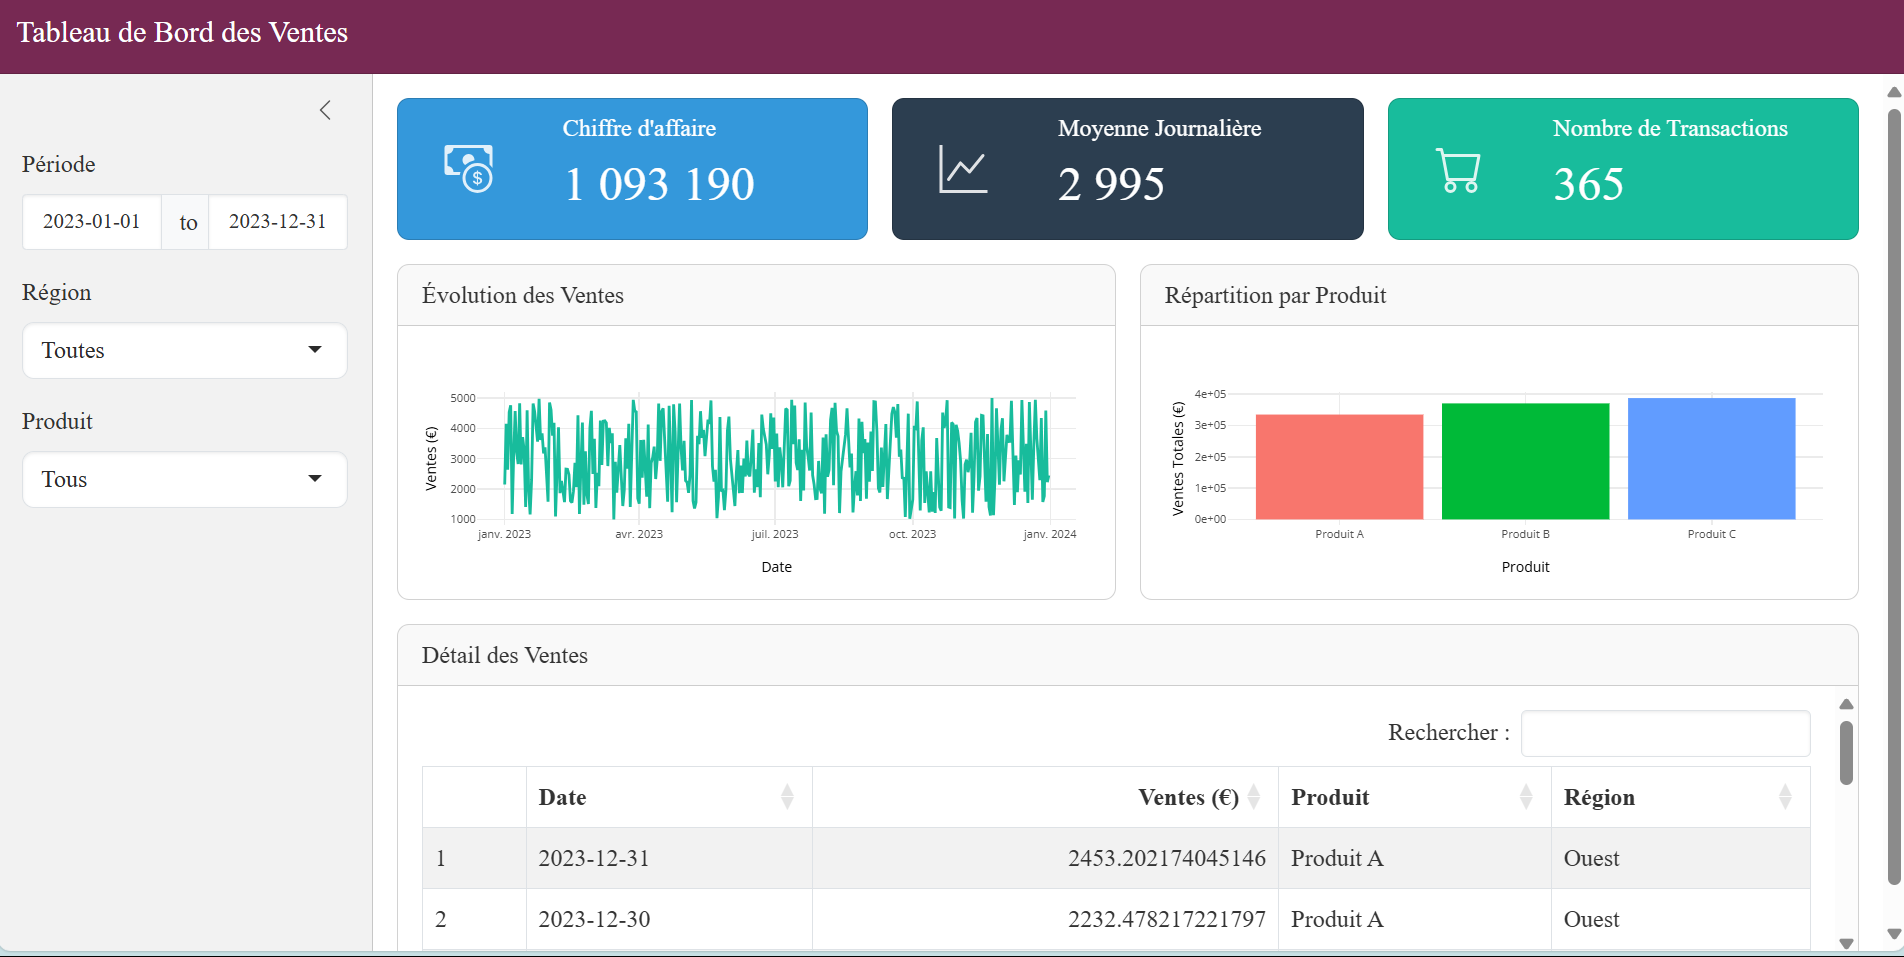 Tableau de Bord des Ventes
Période
2023-01-01 to 2023-12-31
Région
Toutes
Produit
Tous
Chiffre d'affaire
1 093 190
Moyenne Journalière
2 995
Nombre de Transactions
365
Évolution des Ventes
Ventes (€)
5000
4000
3000
2000
1000
janv. 2023 avr. 2023 juil. 2023 oct. 2023 janv. 2024
Date
Répartition par Produit
Ventes Totales (€)
4e+05
3e+05
2e+05
1e+05
0e+00
Produit A Produit B Produit C
Produit
Détail des Ventes
Rechercher :
Date Ventes (€) Produit Région
1 2023-12-31 2453.202174045146 Produit A Ouest
2 2023-12-30 2232.478217221797 Produit A Ouest